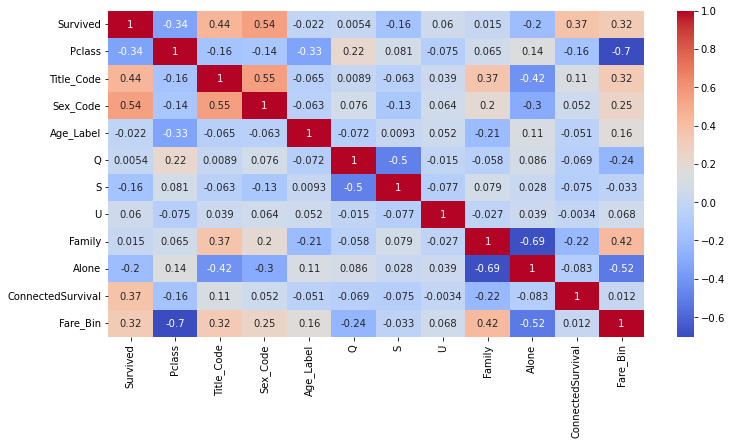 Survived 1 -0.34 0.44 0.54 -0.022 0.0054 -0.16 0.06 0.015 -0.2 0.37 0.32
Pclass -0.34 1 -0.16 -0.14 -0.33 0.22 0.081 -0.075 0.065 0.14 -0.16 -0.7
Title_Code 0.44 -0.16 1 0.55 -0.065 0.0089 -0.063 0.039 0.37 -0.42 0.11 0.32
Sex_Code 0.54 -0.14 0.55 1 -0.063 0.076 -0.13 0.064 0.2 -0.3 0.052 0.25
Age_Label -0.022 -0.33 -0.065 -0.063 1 -0.072 0.0093 0.052 -0.21 0.11 -0.051 0.16
Q 0.0054 0.22 0.0089 0.076 -0.072 1 -0.5 -0.015 -0.058 0.086 -0.069 -0.24
S -0.16 0.081 -0.063 -0.13 0.0093 -0.5 1 -0.077 0.079 0.028 -0.075 -0.033
U 0.06 -0.075 0.039 0.064 0.052 -0.015 -0.077 1 -0.027 0.039 -0.0034 0.068
Family 0.015 0.065 0.37 0.2 -0.21 -0.058 0.079 -0.027 1 -0.69 -0.22 0.42
Alone -0.2 0.14 -0.42 -0.3 0.11 0.086 0.028 0.039 -0.69 1 -0.083 -0.52
ConnectedSurvival 0.37 -0.16 0.11 0.052 -0.051 -0.069 -0.075 -0.0034 -0.22 -0.083 1 0.012
Fare_Bin 0.32 -0.7 0.32 0.25 0.16 -0.24 -0.033 0.068 0.42 -0.52 0.012 1
Survived
Pclass
Title_Code
Sex_Code
Age_Label
Q
S
U
Family
Alone
ConnectedSurvival
Fare_Bin
1.0
0.8
0.6
0.4
0.2
0.0
−0.2
−0.4
−0.6